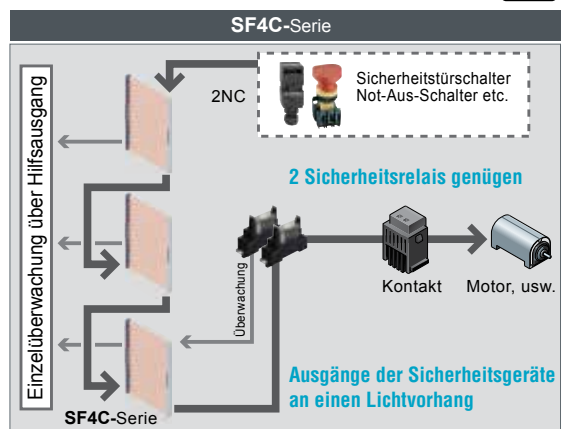 SF4C-Serie
2NC
Sicherheitstürschalter
Not-Aus-Schalter etc.
Einzelüberwachung über Hilfsausgang
2 Sicherheitsrelais genügen
Überwachung
Kontakt
Motor, usw.
Ausgänge der Sicherheitsgeräte
an einen Lichtvorhang
SF4C-Serie